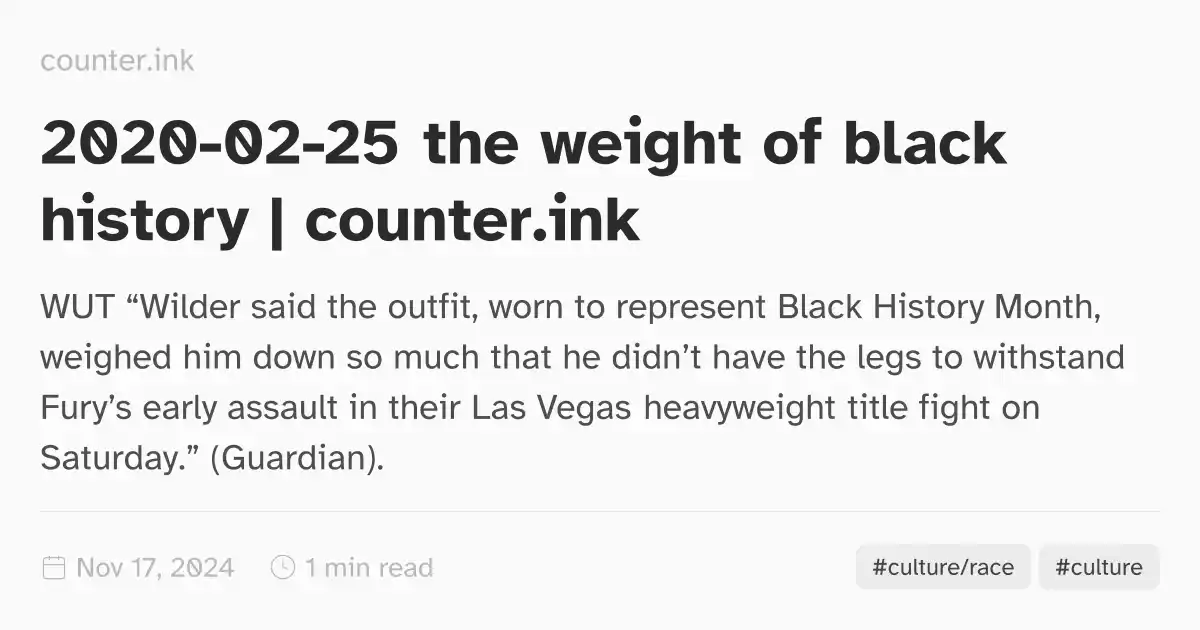 counter.ink
2020-02-25 the weight of black
history | counter.ink
WUT “Wilder said the outfit, worn to represent Black History Month,
weighed him down so much that he didn’t have the legs to withstand
Fury’s early assault in their Las Vegas heavyweight title fight on
Saturday.” (Guardian).
Nov 17, 2024 1 min read #culture/race #culture